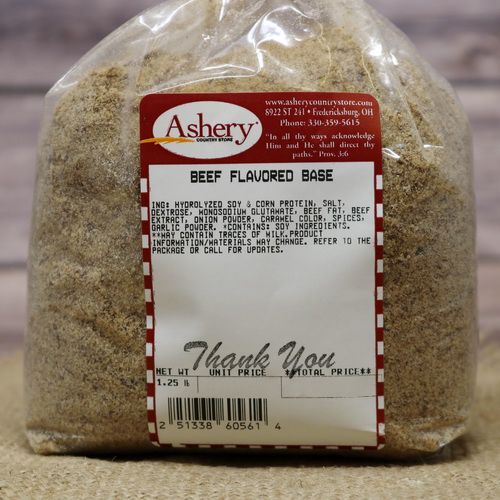 www.asherycountrystore.com
8922 ST 241 • Fredericksburg, OH
Phone: 330-359-5615
"In all thy ways acknowledge
Him and He shall direct thy
paths." Prov. 3:6
Ashery
COUNTRY STORE
BEEF FLAVORED BASE
ING: HYDROLYZED SOY & CORN PROTEIN, SALT,
DEXTROSE, MONOSODIUM GLUTAMATE, BEEF FAT, BEEF
EXTRACT, ONION POWDER, CARAMEL COLOR, SPICES,
GARLIC POWDER. *CONTAINS: SOY INGREDIENTS.
**MAY CONTAIN TRACES OF MILK.PRODUCT
INFORMATION/MATERIALS MAY CHANGE. REFER TO THE
PACKAGE OR CALL FOR UPDATES.
Thank You
NET WT UNIT PRICE **TOTAL PRICE**
1.25 lb
2 51338 60561 4